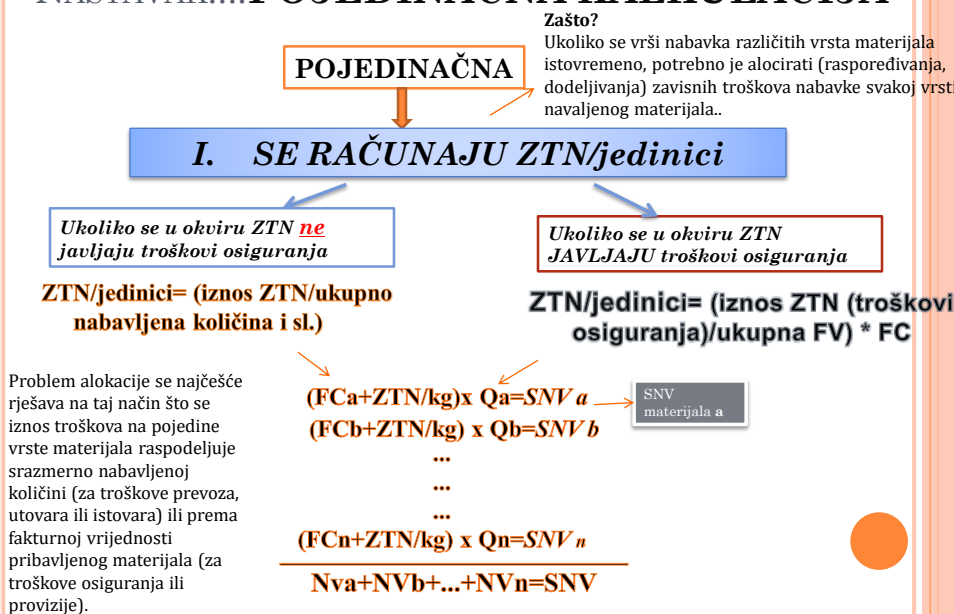 NASTAVAK....POJEDINAČNA KALKULACIJA
Zašto?
Ukoliko se vrši nabavka različitih vrsta materijala
istovremeno, potrebno je alocirati (raspoređivanja,
dodeljivanja) zavisnih troškova nabavke svakoj vrsti
navaljenog materijala..
POJEDINAČNA
I. SE RAČUNAJU ZTN/jedinici
Ukoliko se u okviru ZTN ne
javljaju troškovi osiguranja
Ukoliko se u okviru ZTN
JAVLJAJU troškovi osiguranja
ZTN/jedinici= (iznos ZTN/ukupno
nabavljena količina i sl.)
ZTN/jedinici= (iznos ZTN (troškovi
osiguranja)/ukupna FV) * FC
Problem alokacije se najčešće
rješava na taj način što se
iznos troškova na pojedine
vrste materijala raspodeljuje
srazmerno nabavljenoj
količini (za troškove prevoza,
utovara ili istovara) ili prema
fakturnoj vrijednosti
pribavljenog materijala (za
troškove osiguranja ili
provizije).
(FCa+ZTN/kg)x Qa=SNV a
SNV
materijala a
(FCb+ZTN/kg) x Qb=SNV b
...
...
...
(FCn+ZTN/kg) x Qn=SNV n
Nva+NVb+...+NVn=SNV